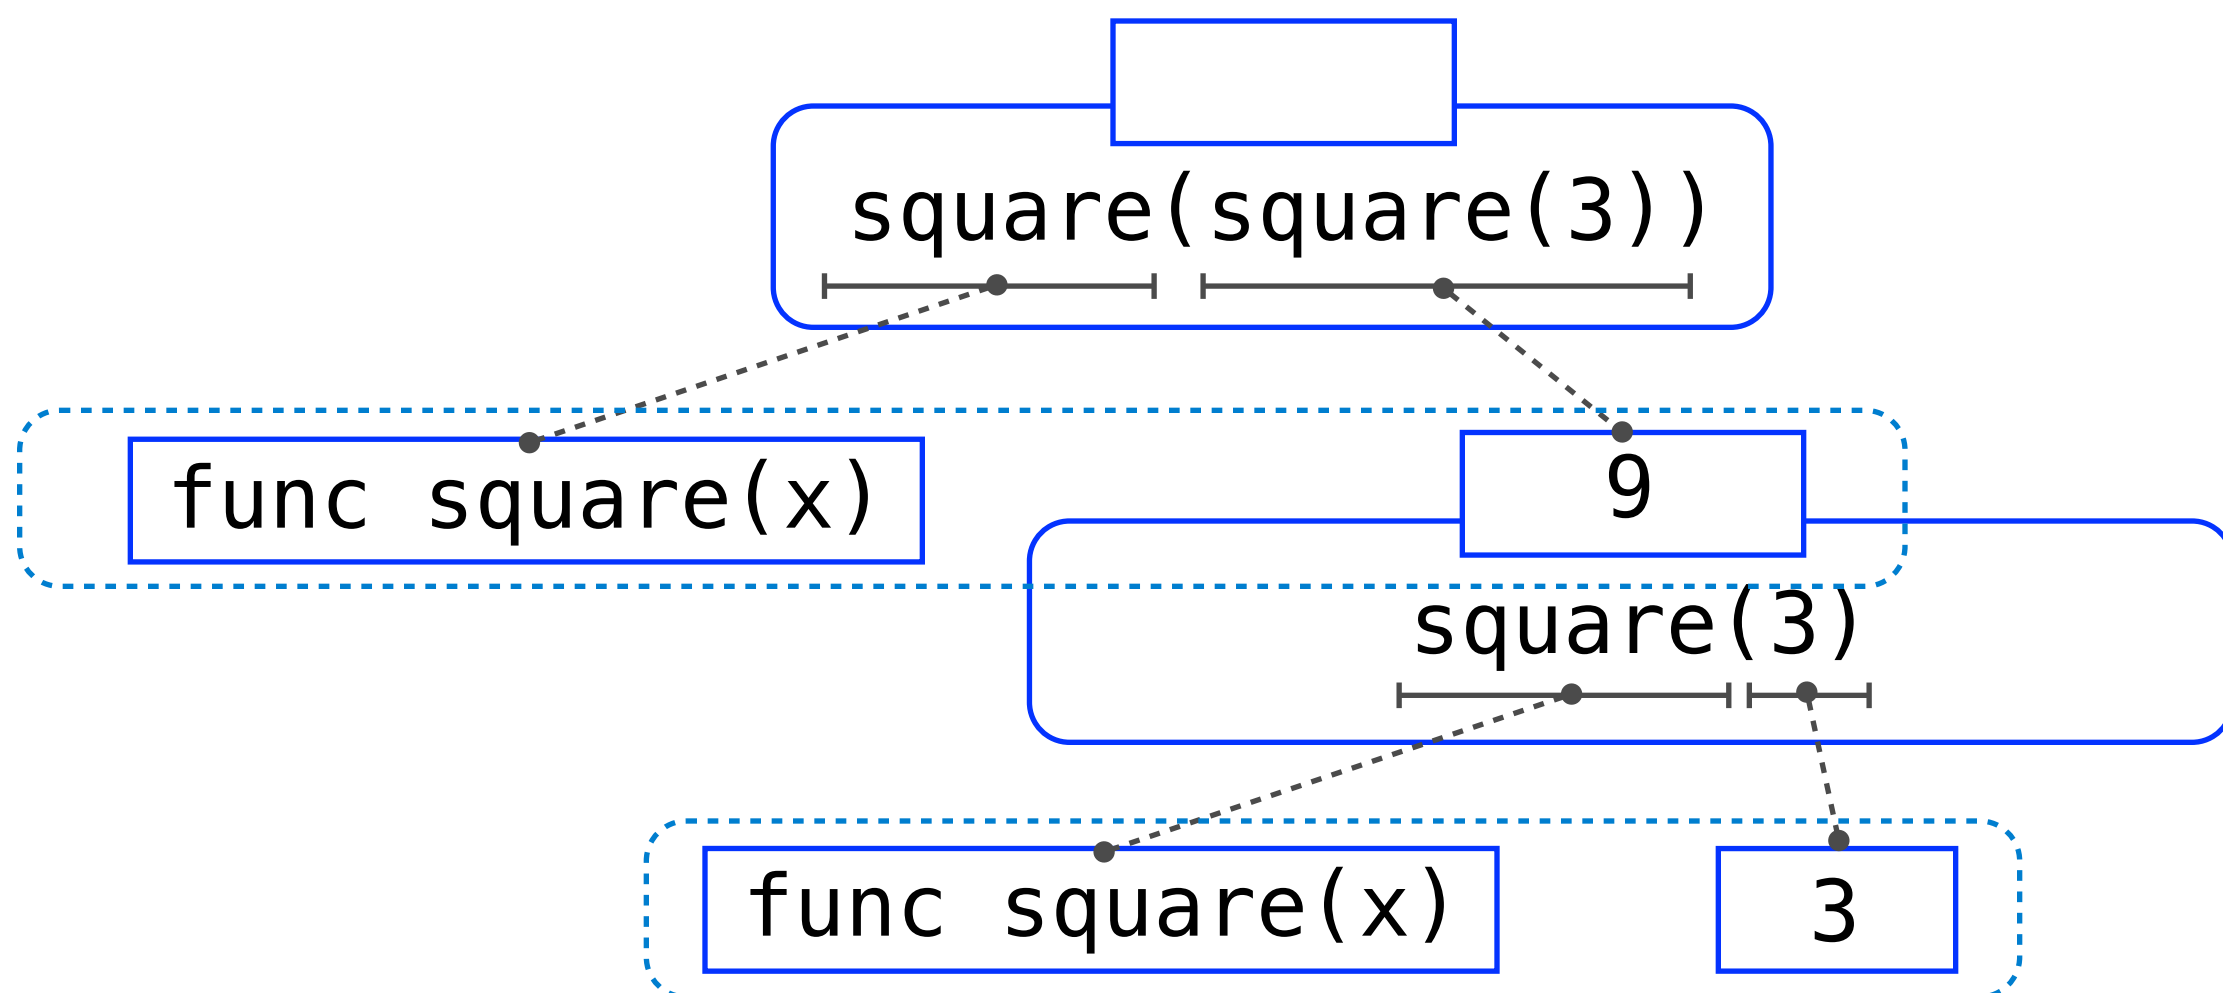 square(square(3))
func square(x)
9
square(3)
func square(x)
3